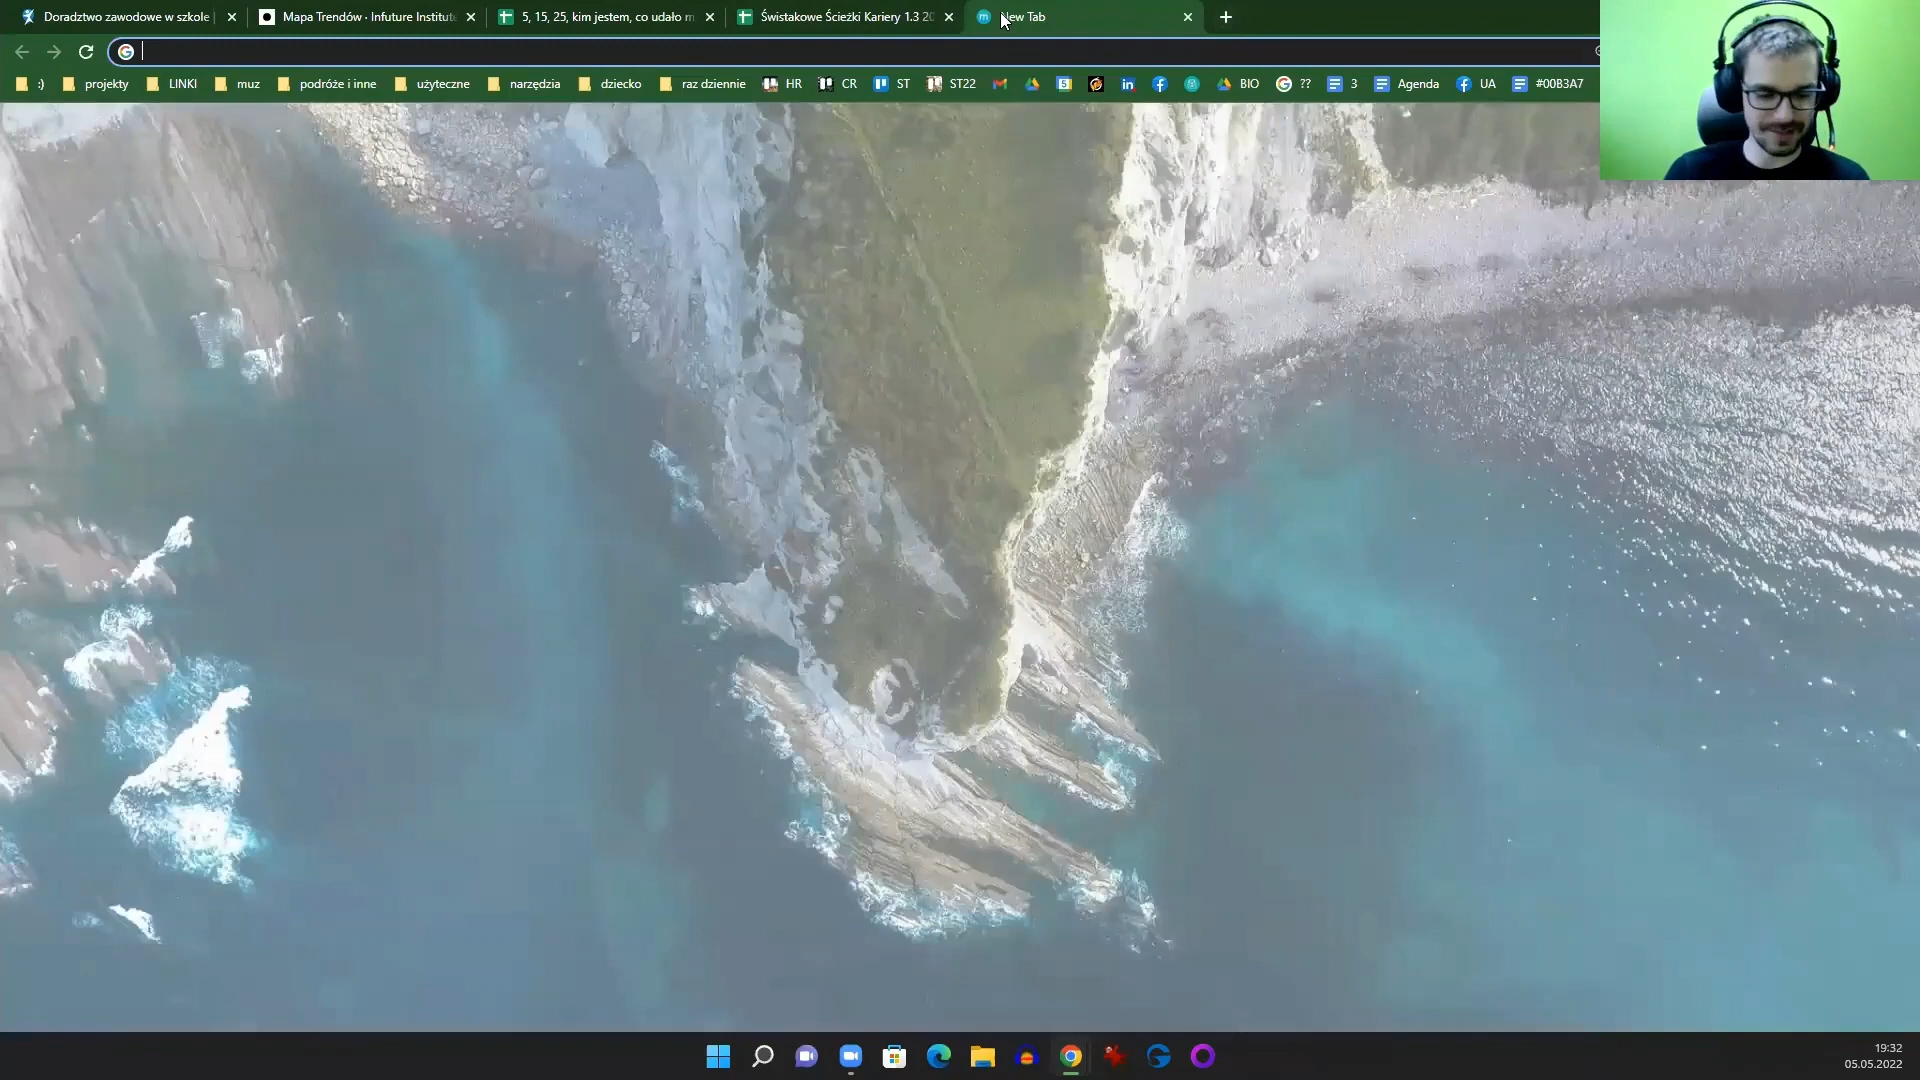 Doradztwo zawodowe w szkole
Mapa Trendów · Infuture Institute
5, 15, 25, kim jestem, co udało m
Świstakowe Ścieżki Kariery 1.3 20
New Tab
:)
projekty
LINKI
muz
podróże i inne
użyteczne
narzędzia
dziecko
raz dziennie
HR
CR
ST
ST22
BIO
??
3
Agenda
UA
#00B3A7
19:32
05.05.2022